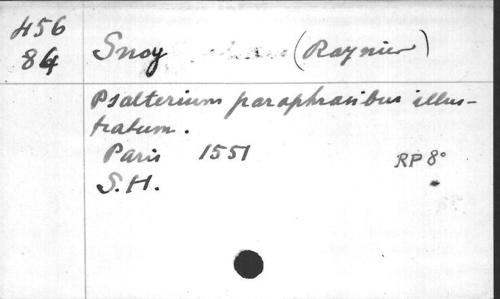 456
84
Snoy (Raynier)
Psalterium paraphrasibus illus-
tratum.
Paris 1551
RP 8°
S.H.